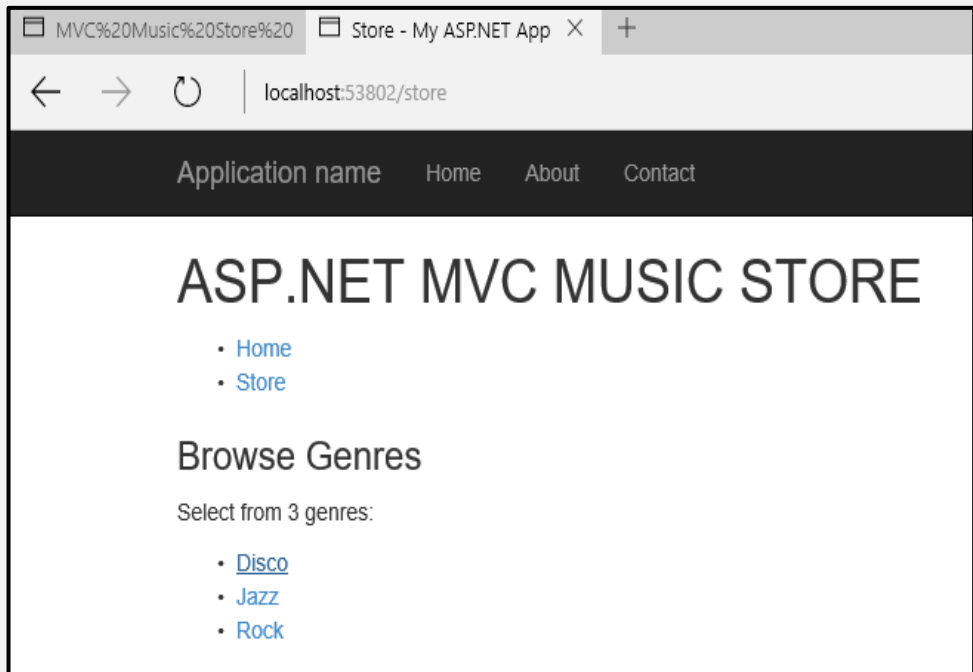 MVC%20Music%20Store%20 Store - My ASP.NET App
localhost:53802/store
Application name Home About Contact
ASP.NET MVC MUSIC STORE
• Home
• Store
Browse Genres
Select from 3 genres:
• Disco
• Jazz
• Rock